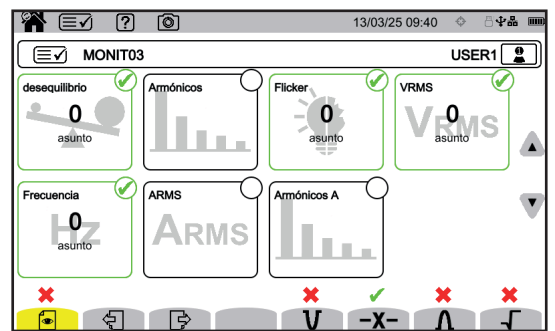 13/03/25 09:40
MONIT03 USER1
desequilibrio Armónicos Flicker VRMS
0 0 0
asunto asunto VRMS asunto
Frecuencia ARMS Armónicos A
0
Hz ARMS
asunto
-X-